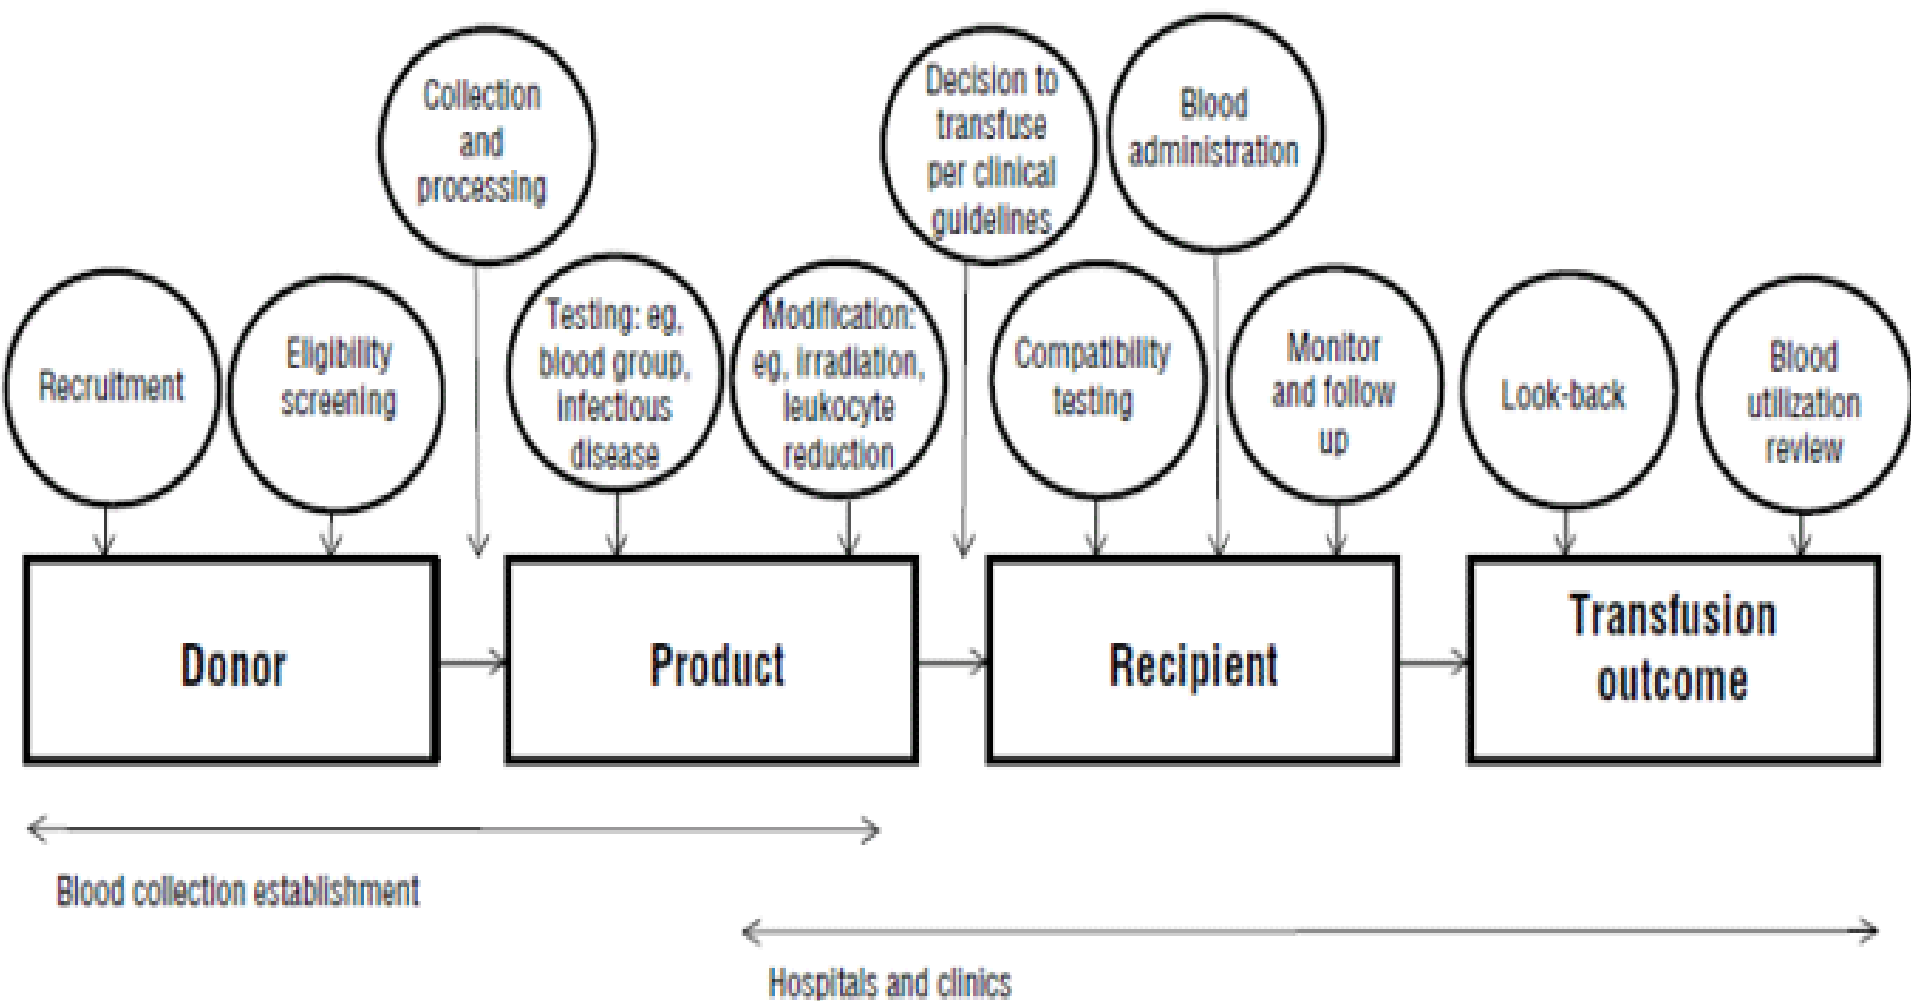 Collection
and
processing
Decision to
transfuse
per clinical
guidelines
Blood
administration
Recruitment
Eligibility
screening
Testing: eg,
blood group,
infectious
disease
Modification:
eg, irradiation,
leukocyte
reduction
Compatibility
testing
Monitor
and follow
up
Look-back
Blood
utilization
review
Donor
Product
Recipient
Transfusion
outcome
Blood collection establishment
Hospitals and clinics